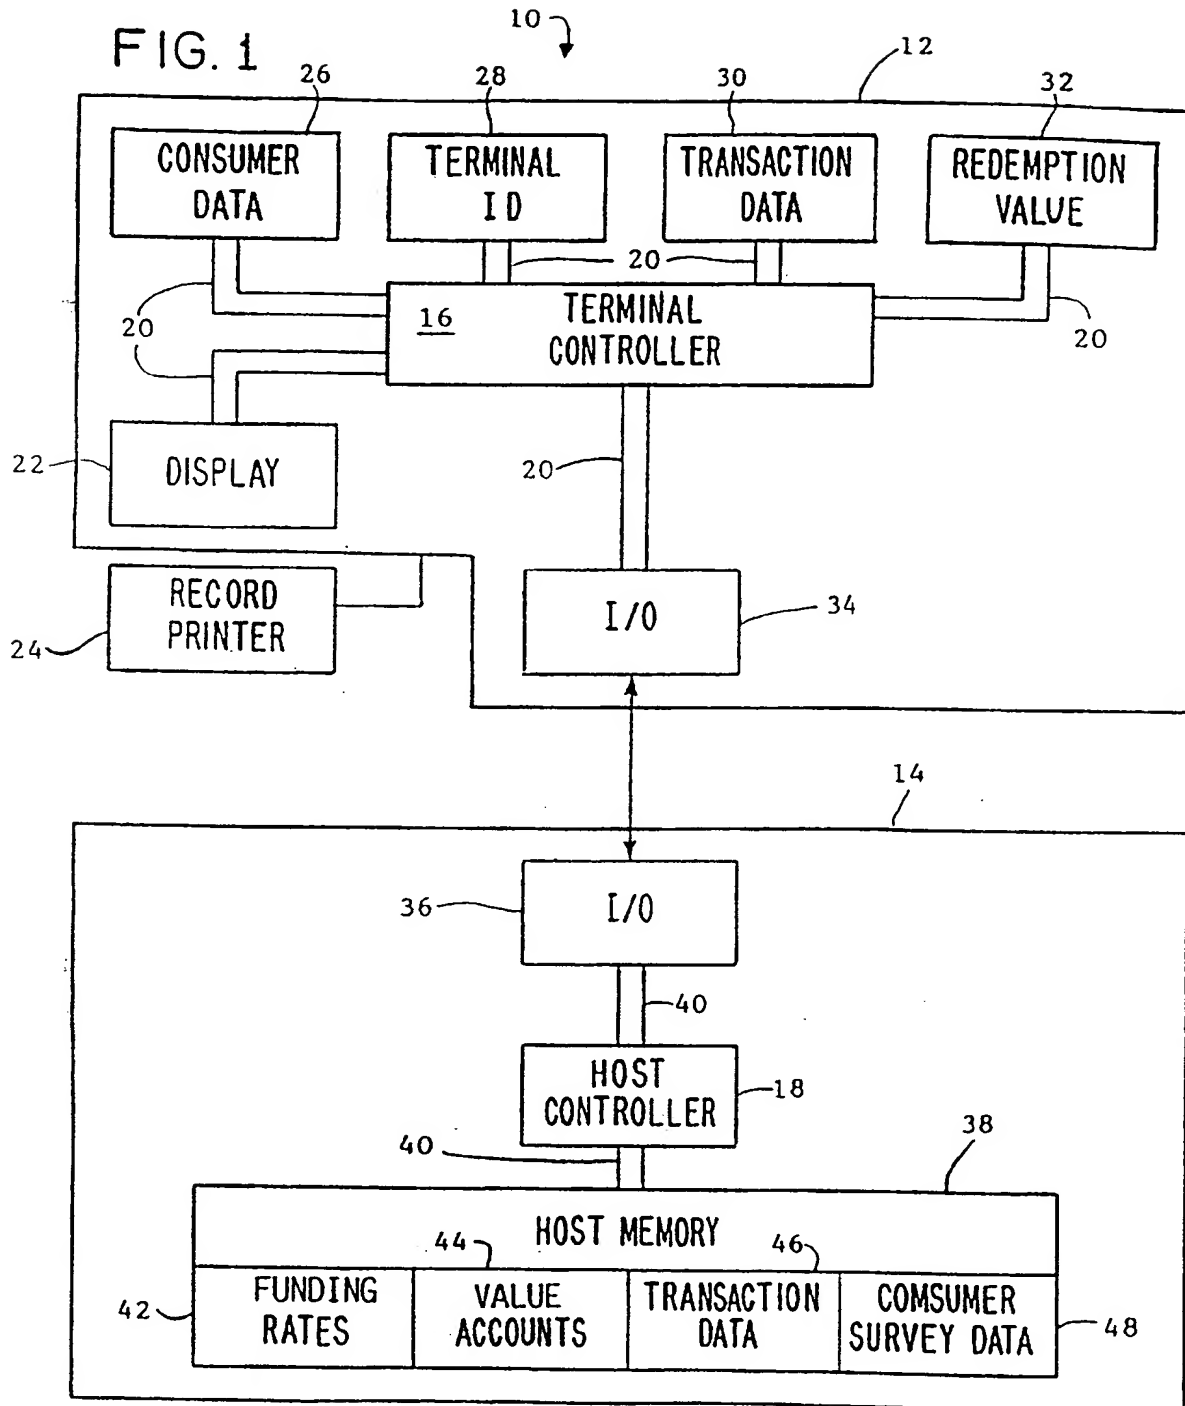 FIG. 1
10
12
26
28
30
32
CONSUMER
DATA
TERMINAL
ID
TRANSACTION
DATA
REDEMPTION
VALUE
20
20
20
16
TERMINAL
CONTROLLER
22
DISPLAY
20
24
RECORD
PRINTER
I/O
34
14
36
I/O
40
HOST
CONTROLLER
18
40
38
HOST MEMORY
44
46
42
FUNDING
RATES
VALUE
ACCOUNTS
TRANSACTION
DATA
COMSUMER
SURVEY DATA
48